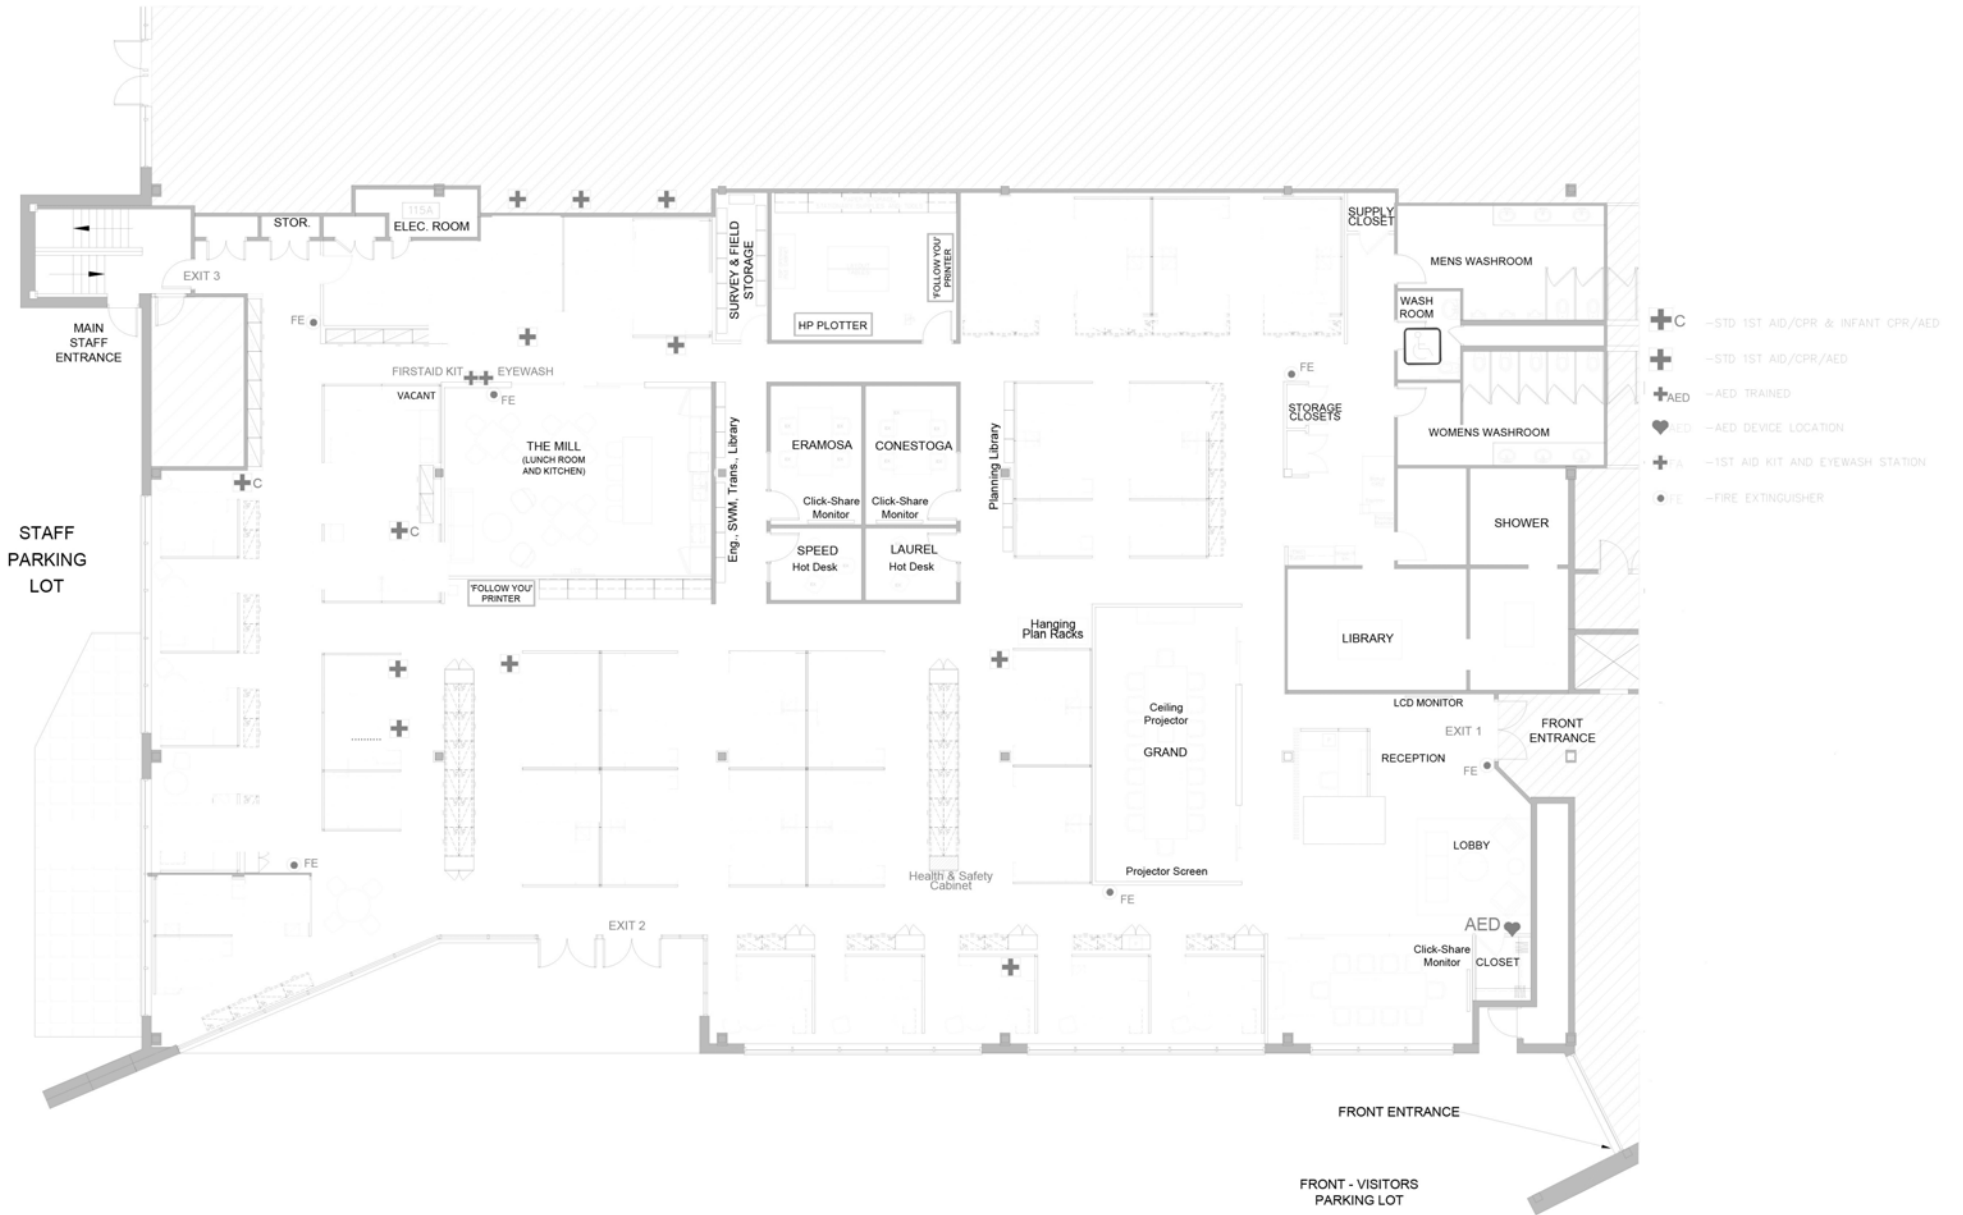 115A
STOR.
ELEC. ROOM
EXIT 3
MAIN
STAFF
ENTRANCE
FE
SURVEY & FIELD
STORAGE
'FOLLOW YOU'
PRINTER
HP PLOTTER
SUPPLY
CLOSET
MENS WASHROOM
WASH
ROOM
C -STD 1ST AID/CPR & INFANT CPR/AED
-STD 1ST AID/CPR/AED
AED -AED TRAINED
AED -AED DEVICE LOCATION
FA -1ST AID KIT AND EYEWASH STATION
FE -FIRE EXTINGUISHER
FIRSTAID KIT
EYEWASH
FE
VACANT
THE MILL
(LUNCH ROOM
AND KITCHEN)
Eng., SWM, Trans., Library
ERAMOSA
Click-Share
Monitor
CONESTOGA
Click-Share
Monitor
SPEED
Hot Desk
LAUREL
Hot Desk
Planning Library
FE
STORAGE
CLOSETS
WOMENS WASHROOM
SHOWER
C
C
STAFF
PARKING
LOT
'FOLLOW YOU'
PRINTER
Hanging
Plan Racks
LIBRARY
LCD MONITOR
EXIT 1
FRONT
ENTRANCE
RECEPTION
FE
Ceiling
Projector
GRAND
Projector Screen
FE
LOBBY
FE
Health & Safety
Cabinet
EXIT 2
AED
Click-Share
Monitor
CLOSET
FRONT ENTRANCE
FRONT - VISITORS
PARKING LOT